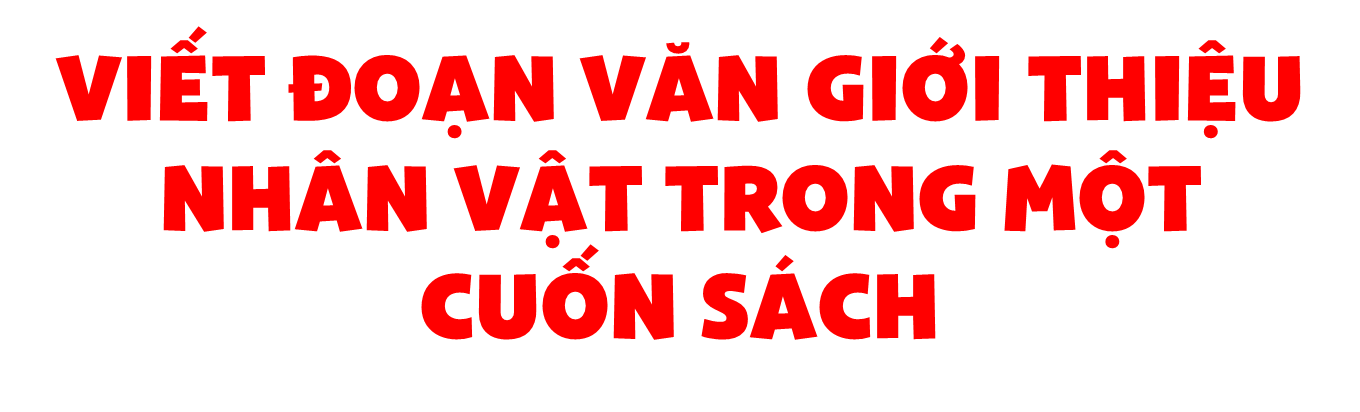 VIẾT ĐOẠN VĂN GIỚI THIỆU
NHÂN VẬT TRONG MỘT
CUỐN SÁCH